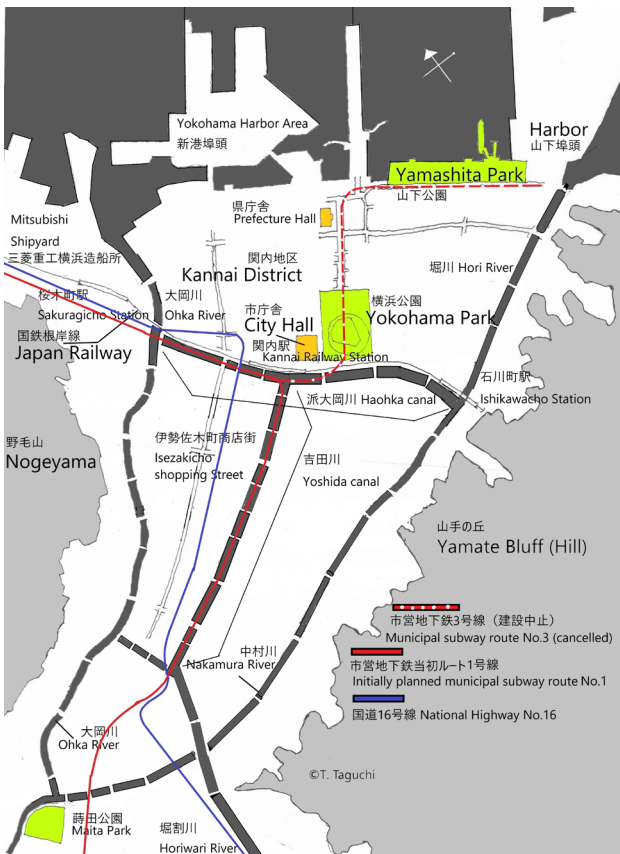 Yokohama Harbor Area
新港埠頭
Harbor
山下埠頭
Yamashita Park
山下公園
県庁舎
Prefecture Hall
Mitsubishi
Shipyard
三菱重工横浜造船所
関内地区
Kannai District
堀川 Hori River
桜木町駅
Sakuragicho Station
大岡川
Ohka River
市庁舎
City Hall
横浜公園
Yokohama Park
国鉄根岸線
Japan Railway
関内駅
Kannai Railway Station
石川町駅
Ishikawacho Station
派大岡川 Haohka canal
野毛山
Nogeyama
伊勢佐木町商店街
Isezakicho
shopping Street
吉田川
Yoshida canal
山手の丘
Yamate Bluff (Hill)
市営地下鉄3号線（建設中止）
Municipal subway route No.3 (cancelled)
市営地下鉄当初ルート1号線
Initially planned municipal subway route No.1
国道16号線 National Highway No.16
中村川
Nakamura River
大岡川
Ohka River
©T. Taguchi
蒔田公園
Maita Park
堀割川
Horiwari River